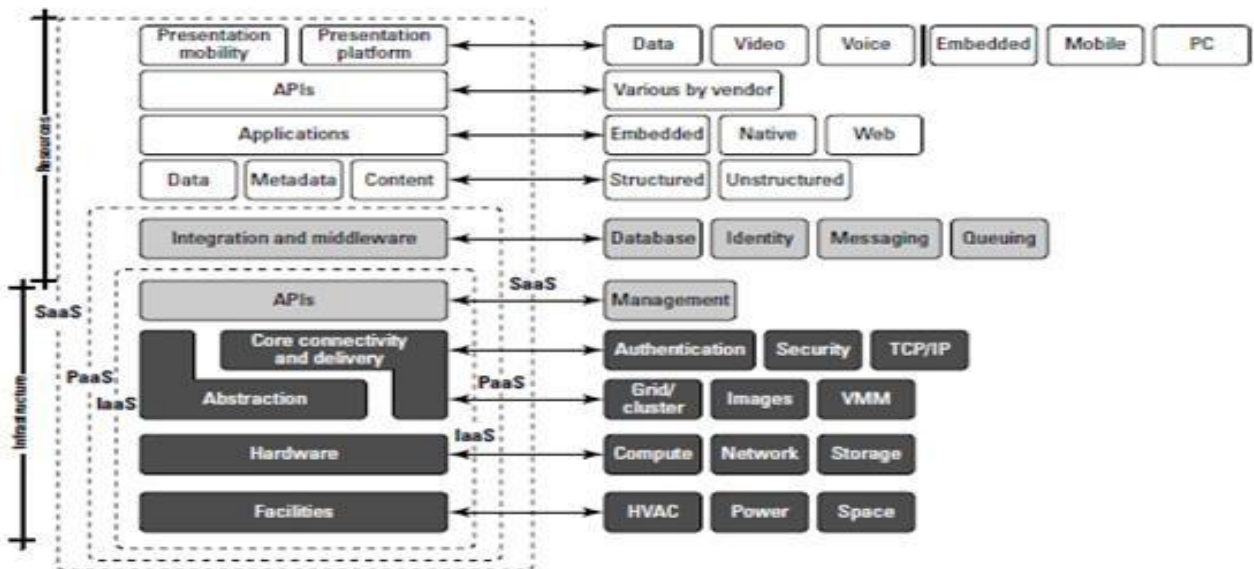 Presentation mobility
Presentation platform
Data
Video
Voice
Embedded
Mobile
PC
APIs
Various by vendor
Applications
Embedded
Native
Web
Data
Metadata
Content
Structured
Unstructured
Resources
Integration and middleware
Database
Identity
Messaging
Queuing
APIs
SaaS
Management
SaaS
Core connectivity and delivery
Authentication
Security
TCP/IP
PaaS
IaaS
Abstraction
PaaS
Grid/ cluster
Images
VMM
Infrastructure
Hardware
IaaS
Compute
Network
Storage
Facilities
HVAC
Power
Space